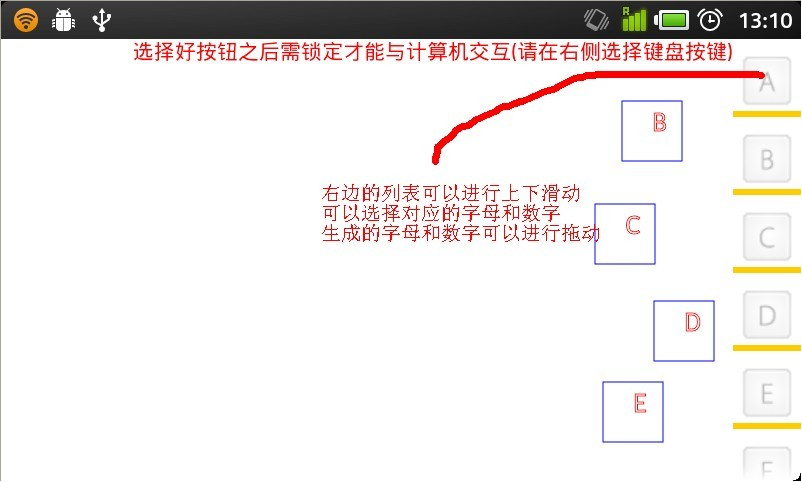 R
13:10
选择好按钮之后需锁定才能与计算机交互(请在右侧选择键盘按键)
A
B
B
右边的列表可以进行上下滑动
可以选择对应的字母和数字
生成的字母和数字可以进行拖动
C
C
D
D
E
E
F